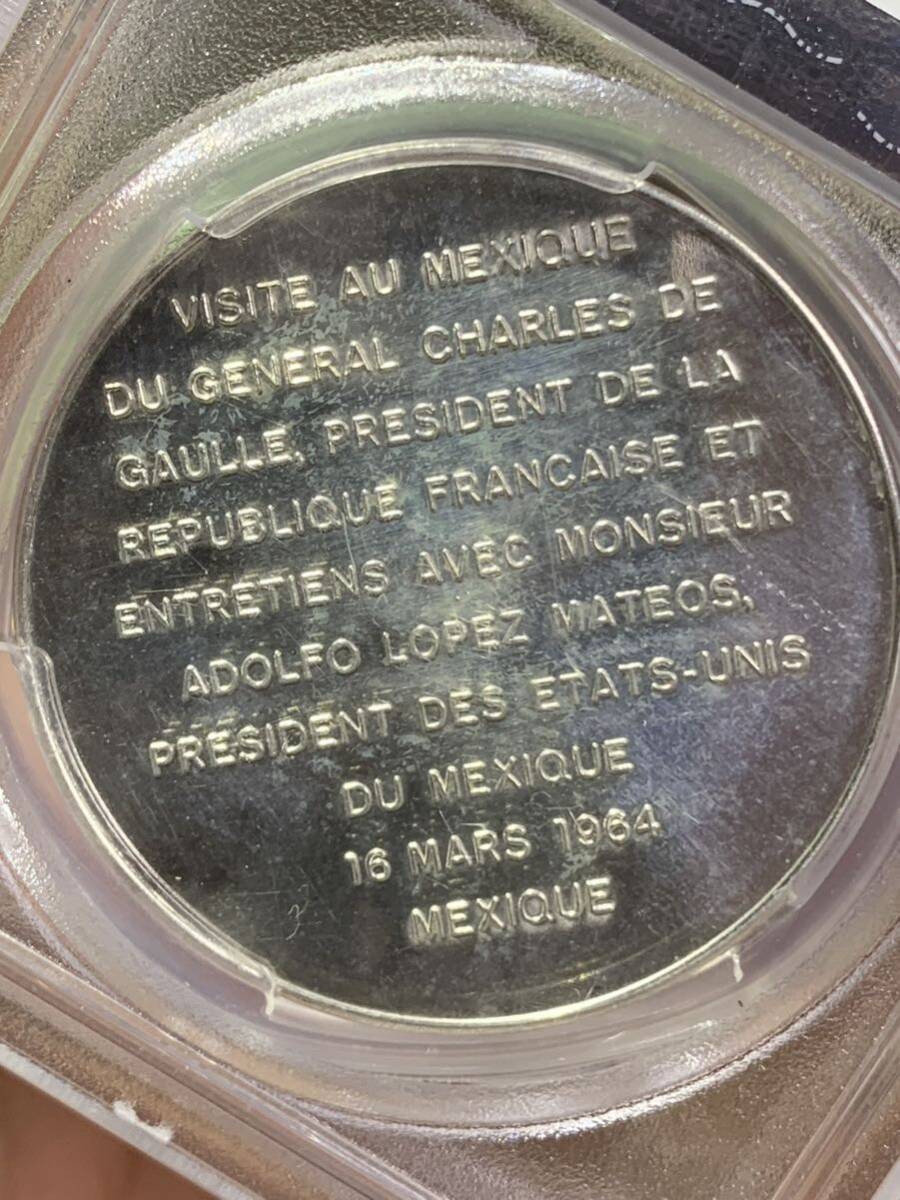 VISITE AU MEXIQUE
DU GENERAL CHARLES DE
GAULLE, PRESIDENT DE LA
REPUBLIQUE FRANCAISE ET
ENTRETIENS AVEC MONSIEUR
ADOLFO LOPEZ MATEOS,
PRESIDENT DES ETATS-UNIS
DU MEXIQUE
16 MARS 1964
MEXIQUE